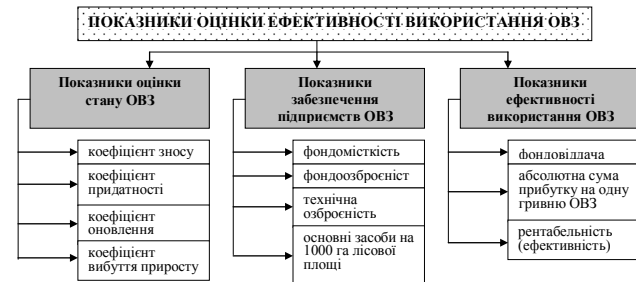 ПОКАЗНИКИ ОЦІНКИ ЕФЕКТИВНОСТІ ВИКОРИСТАННЯ ОВЗ
Показники оцінки
стану ОВЗ
коефіцієнт зносу
коефіцієнт
придатності
коефіцієнт
оновлення
коефіцієнт
вибуття приросту
Показники
забезпечення
підприємств ОВЗ
фондомісткість
фондоозброєніст
технічна
озброєність
основні засоби на
1000 га лісової
площі
Показники
ефективності
використання ОВЗ
фондовіддача
абсолютна сума
прибутку на одну
гривню ОВЗ
рентабельність
(ефективність)